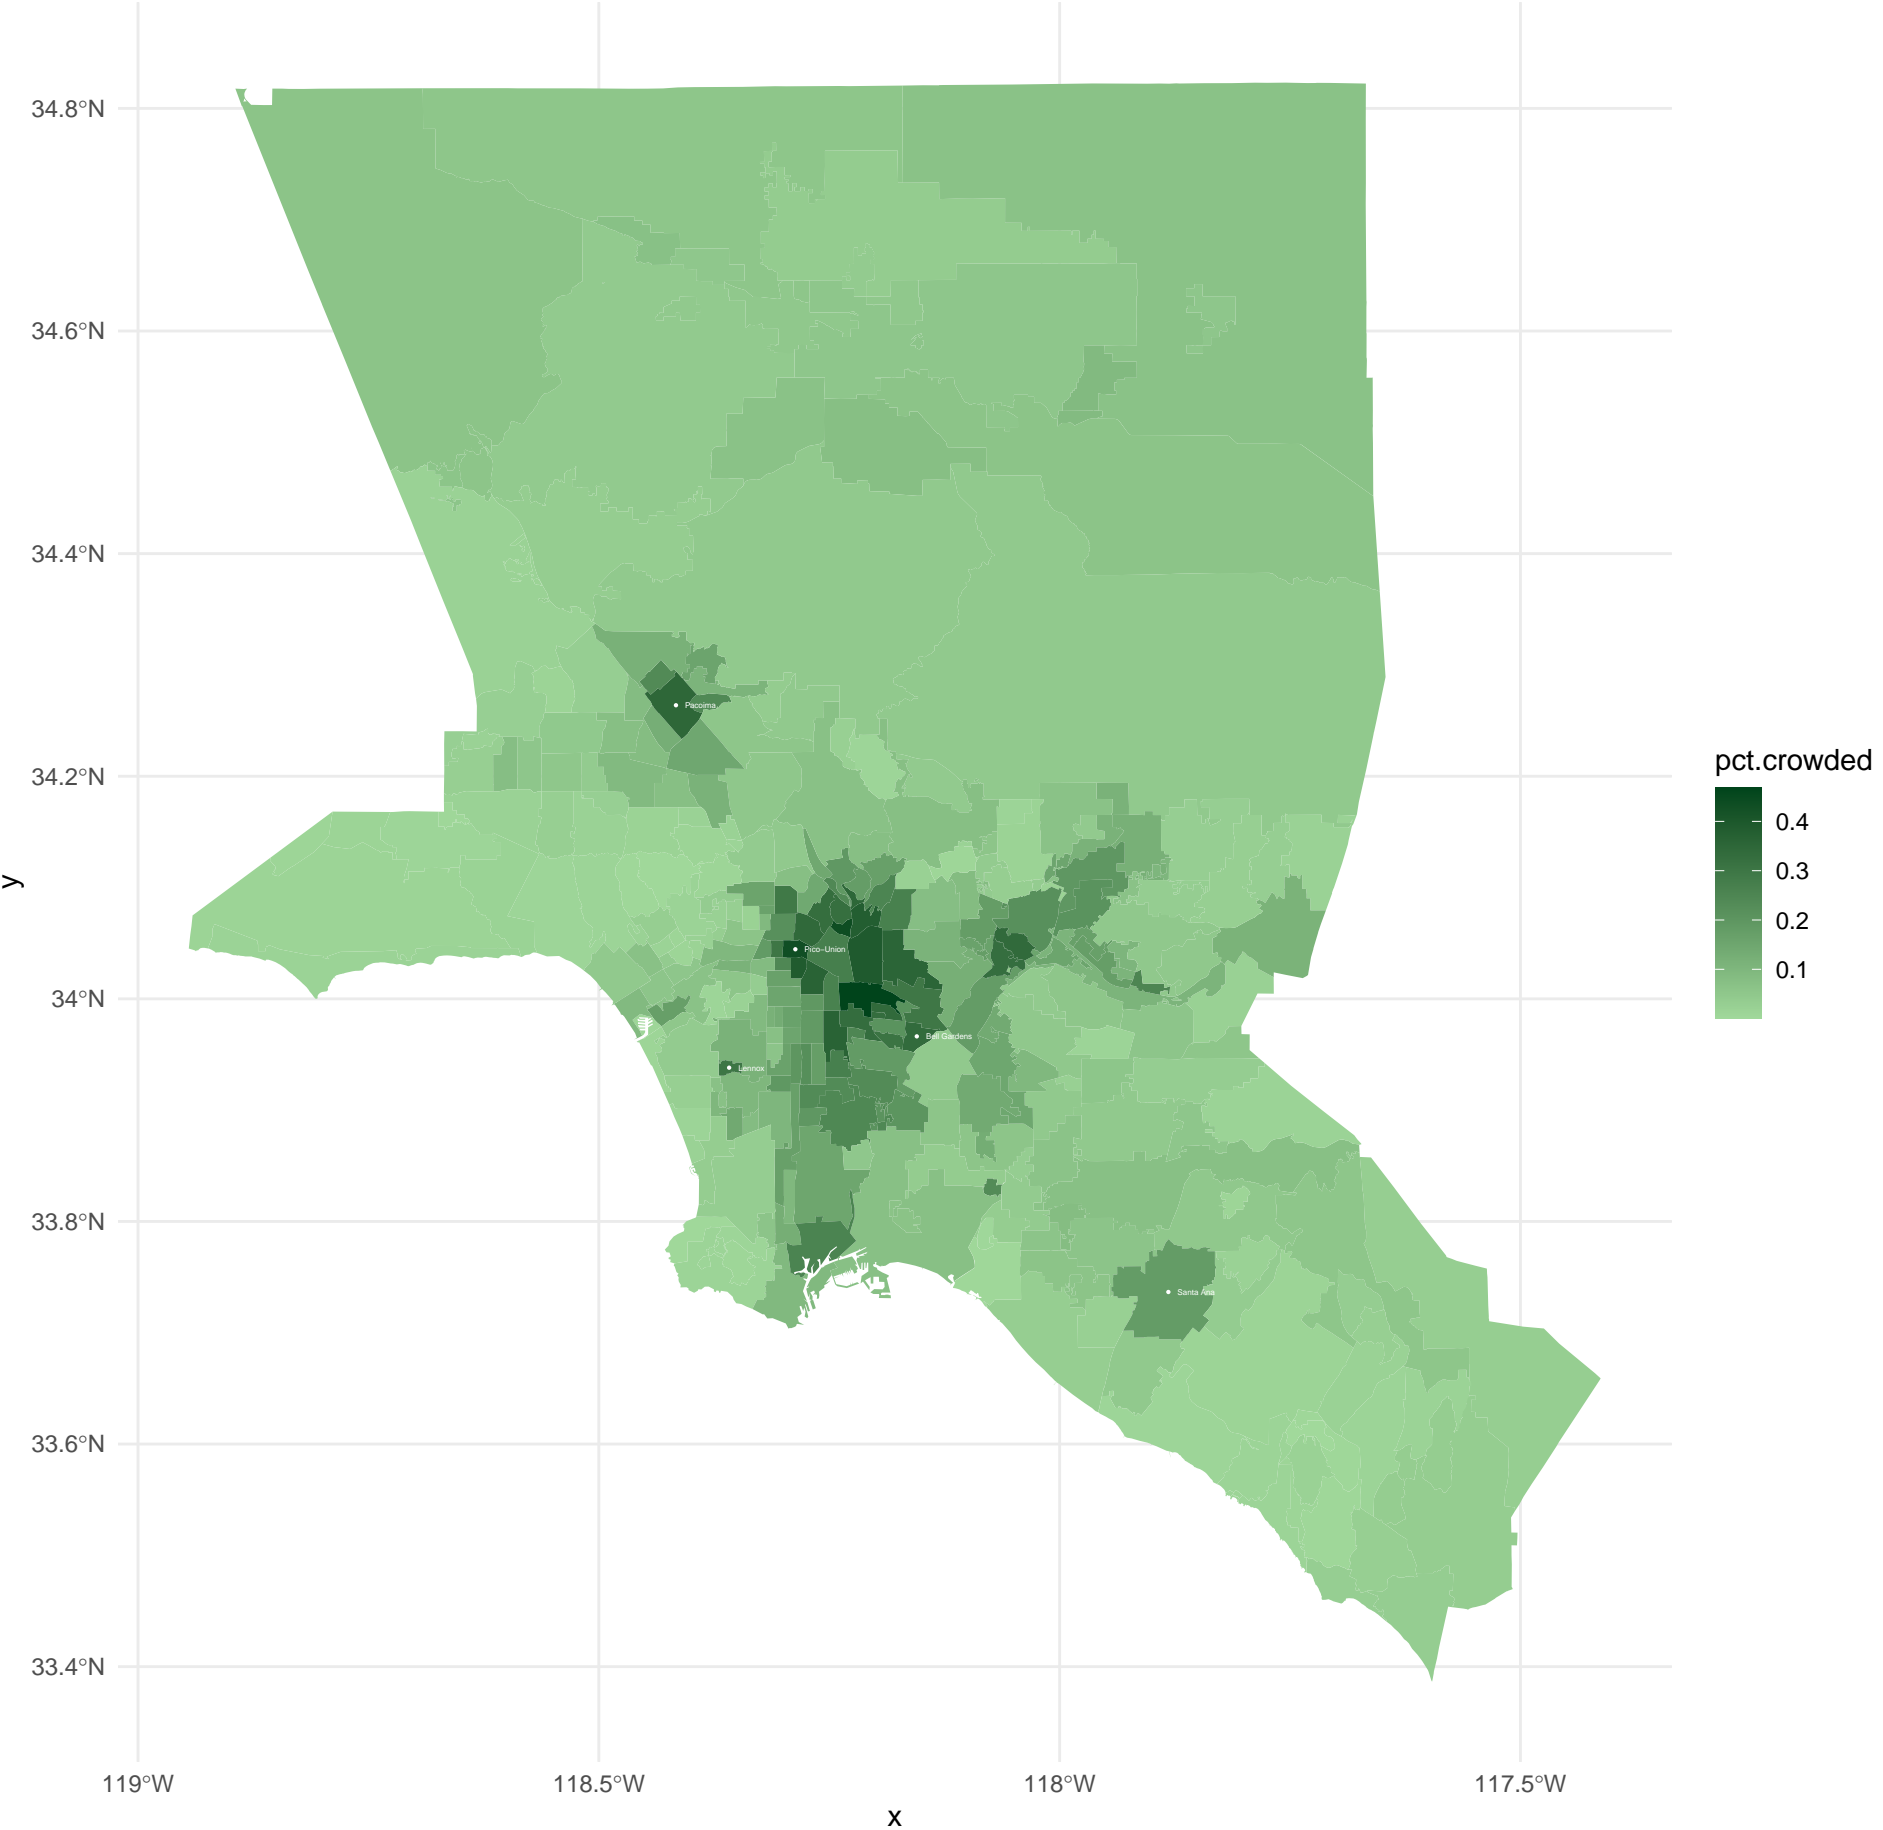 34.8°N
34.6°N
34.4°N
34.2°N
34°N
33.8°N
33.6°N
33.4°N
y
Pacoima
Pico-Union
Bell Gardens
Lennox
Santa Ana
119°W
118.5°W
118°W
117.5°W
x
pct.crowded
0.4
0.3
0.2
0.1